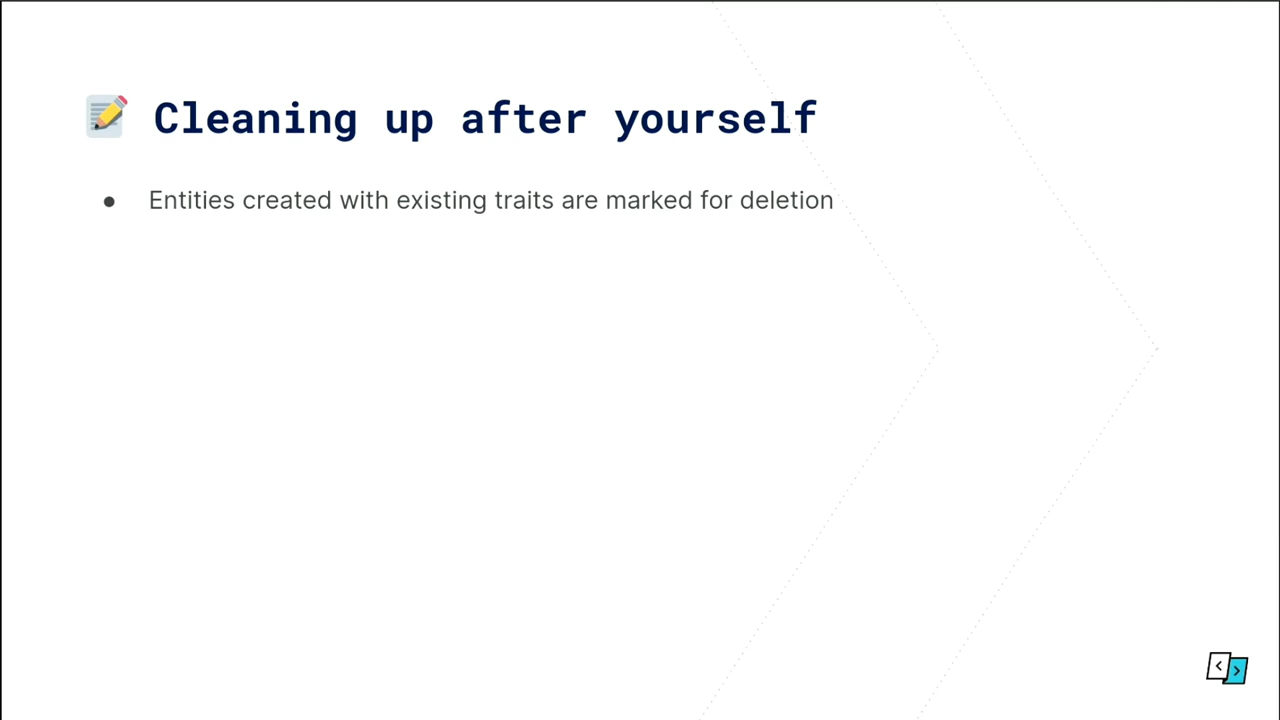 Cleaning up after yourself
● Entities created with existing traits are marked for deletion